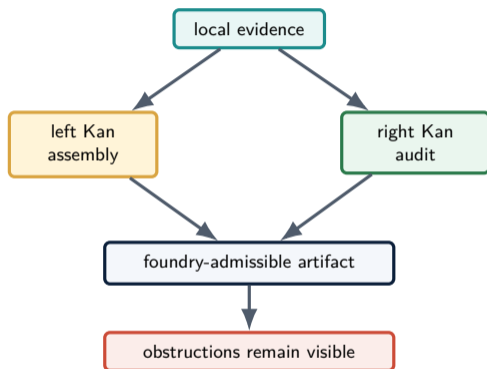 local evidence
left Kan
assembly
right Kan
audit
foundry-admissible artifact
obstructions remain visible